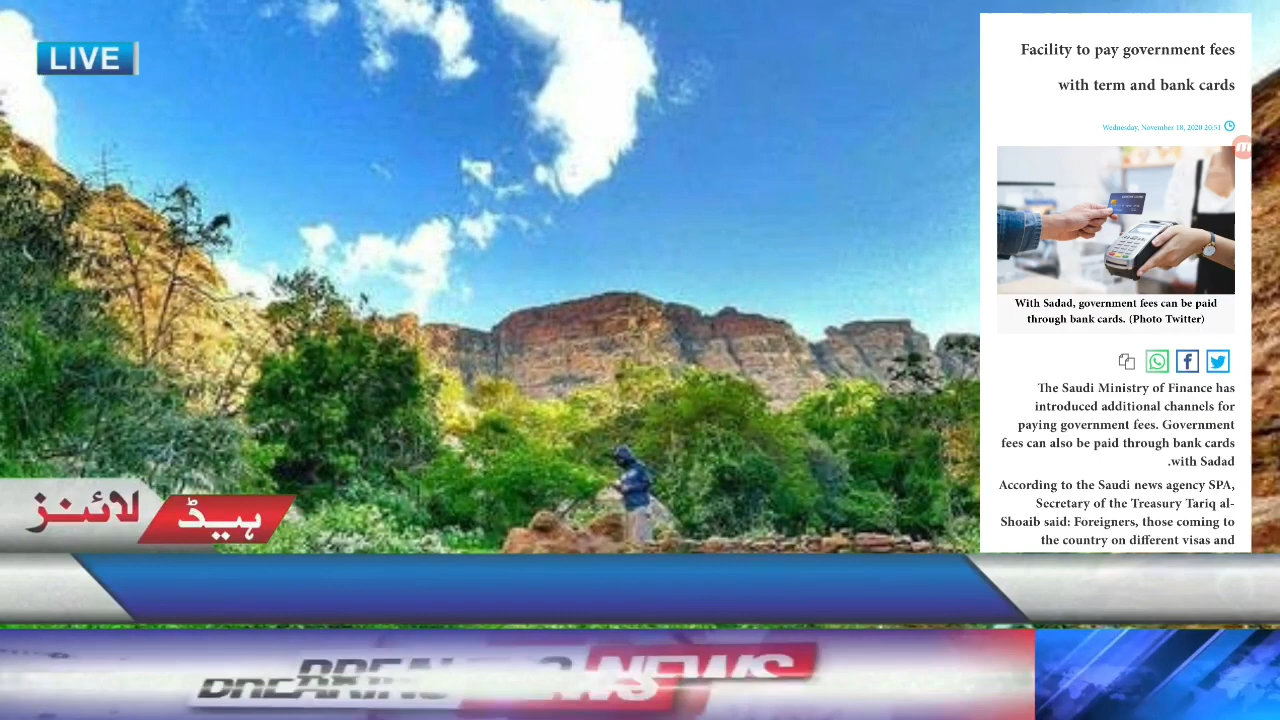 LIVE
Facility to pay government fees
with term and bank cards
Wednesday, November 18, 2020 20:51
With Sadad, government fees can be paid
through bank cards. (Photo Twitter)
The Saudi Ministry of Finance has
introduced additional channels for
paying government fees. Government
fees can also be paid through bank cards
.with Sadad
According to the Saudi news agency SPA,
Secretary of the Treasury Tariq al-
Shoaib said: Foreigners, those coming to
the country on different visas and
ہیڈ لائنز
BREAKING NEWS